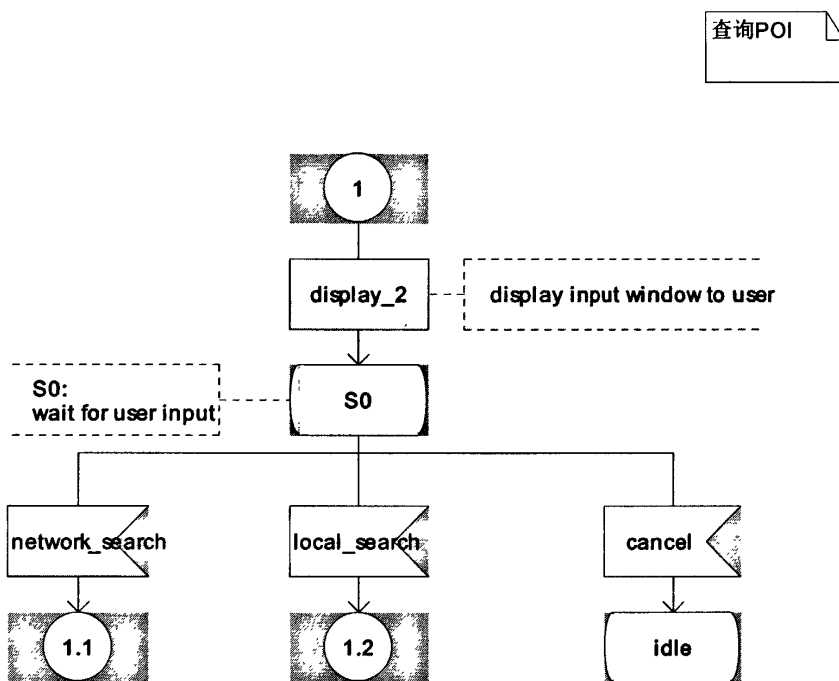 查询POI
1
display_2
display input window to user
S0:
wait for user input
S0
network_search
local_search
cancel
1.1
1.2
idle